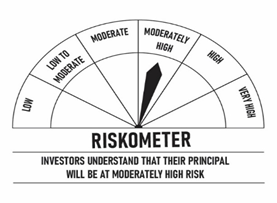 LOW
LOW TO
MODERATE
MODERATE
MODERATELY
HIGH
HIGH
VERY HIGH
RISKOMETER
INVESTORS UNDERSTAND THAT THEIR PRINCIPAL
WILL BE AT MODERATELY HIGH RISK